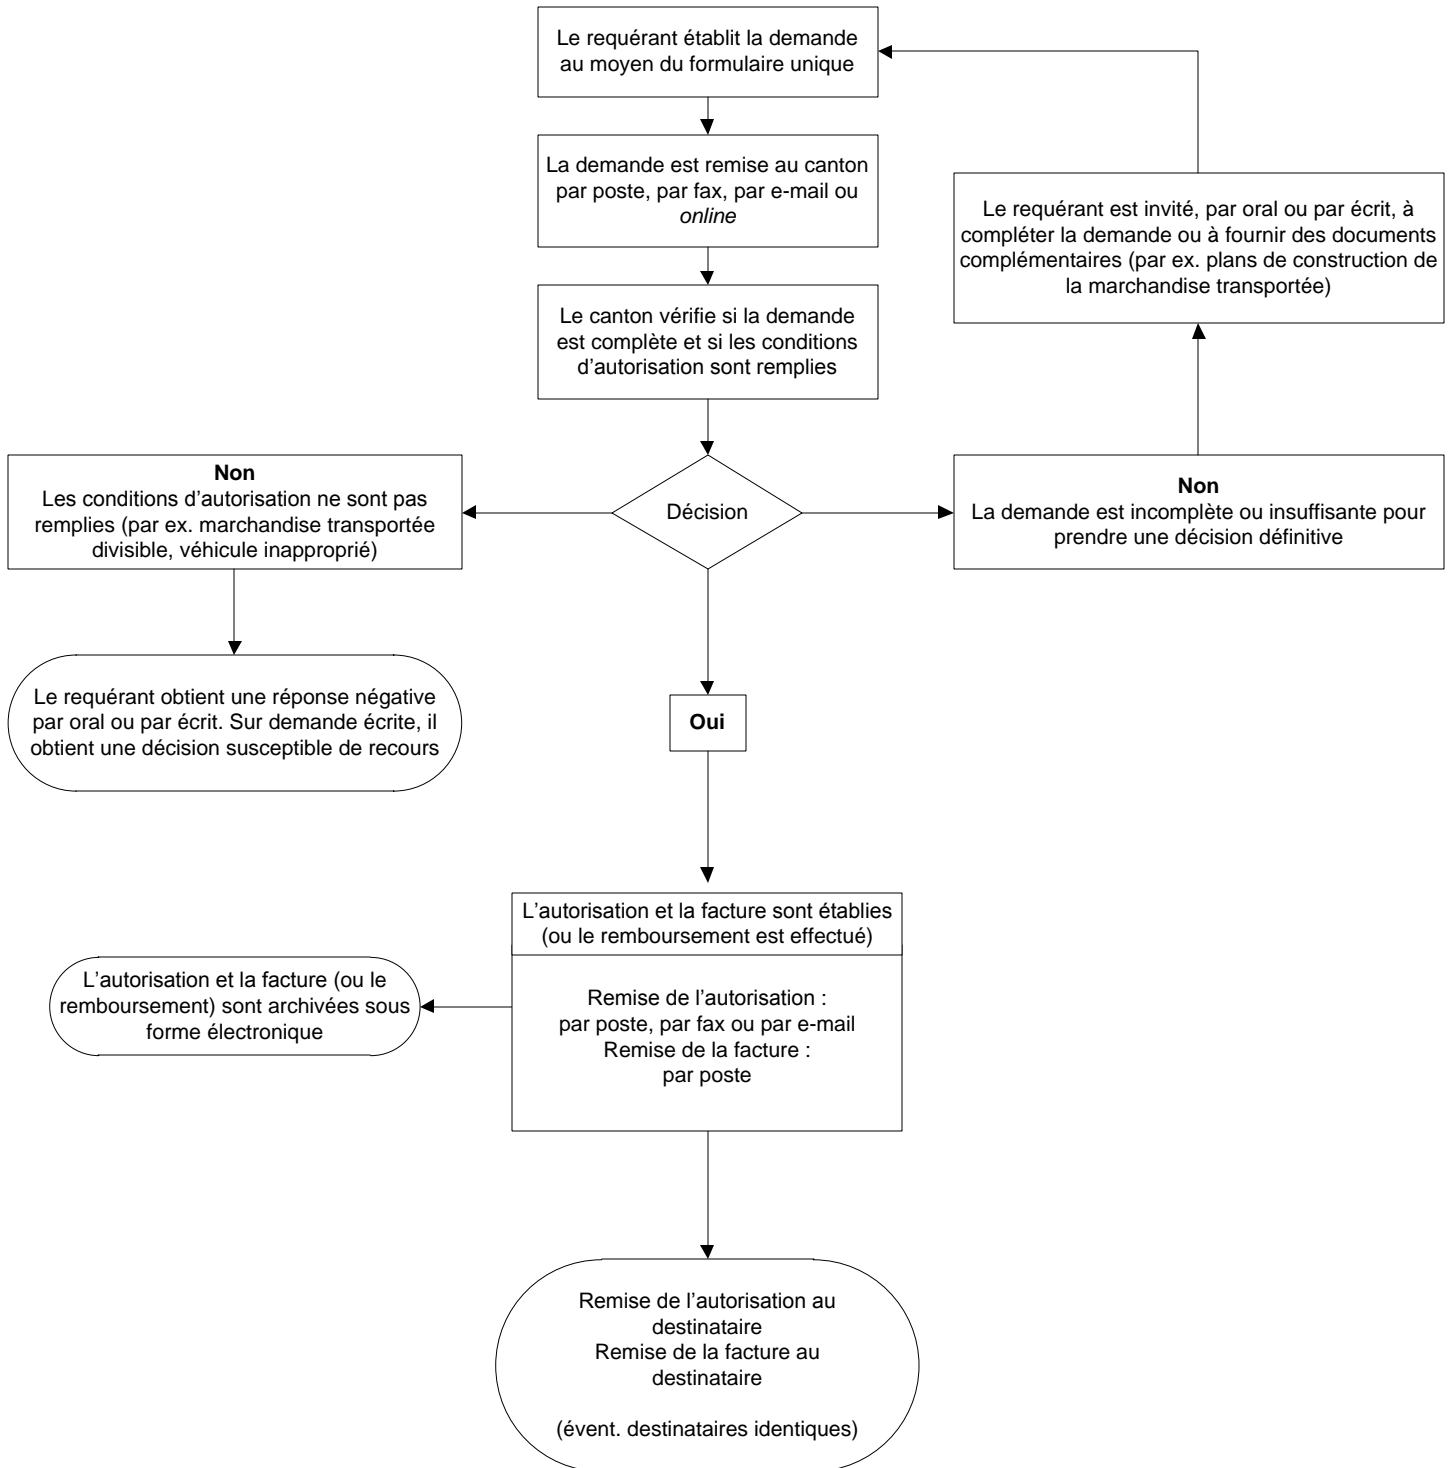 Le requérant établit la demande
au moyen du formulaire unique
La demande est remise au canton
par poste, par fax, par e-mail ou
online
Le requérant est invité, par oral ou par écrit, à
compléter la demande ou à fournir des documents
complémentaires (par ex. plans de construction de
la marchandise transportée)
Le canton vérifie si la demande
est complète et si les conditions
d’autorisation sont remplies
Non
Les conditions d’autorisation ne sont pas
remplies (par ex. marchandise transportée
divisible, véhicule inapproprié)
Décision
Non
La demande est incomplète ou insuffisante pour
prendre une décision définitive
Le requérant obtient une réponse négative
par oral ou par écrit. Sur demande écrite, il
obtient une décision susceptible de recours
Oui
L’autorisation et la facture sont établies
(ou le remboursement est effectué)
L’autorisation et la facture (ou le
remboursement) sont archivées sous
forme électronique
Remise de l’autorisation :
par poste, par fax ou par e-mail
Remise de la facture :
par poste
Remise de l’autorisation au
destinataire
Remise de la facture au
destinataire
(évent. destinataires identiques)